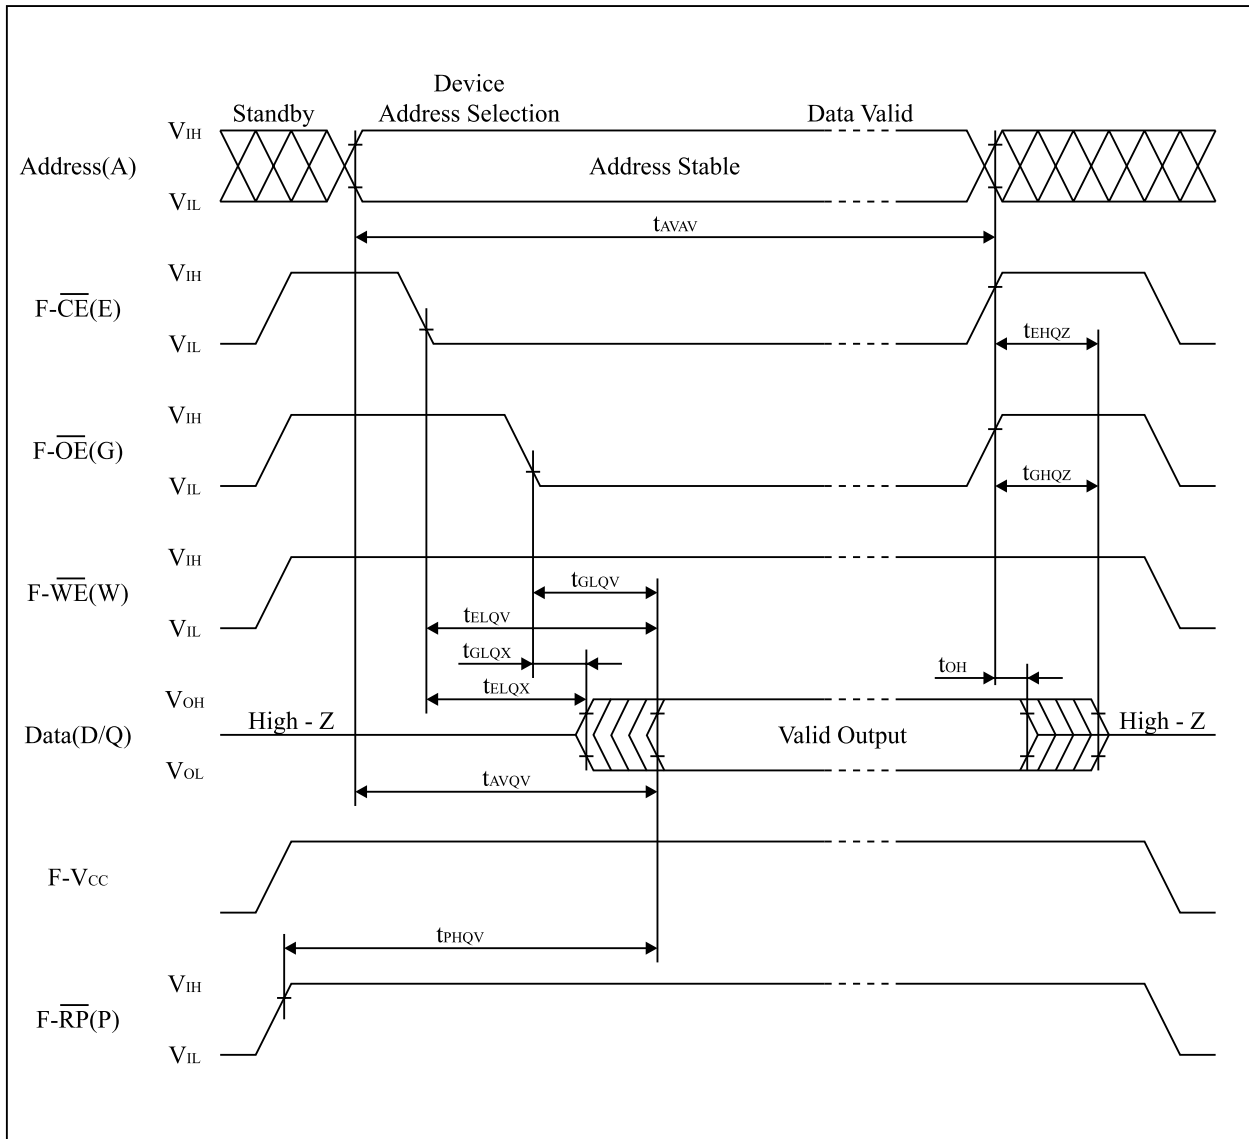 Device
Standby Address Selection Data Valid
VIH
Address(A) Address Stable
VIL
tAVAV
VIH
F-CE(E)
VIL tEHQZ
VIH
F-OE(G)
VIL tGHQZ
VIH
tGLQV
F-WE(W)
tELQV
VIL
tGLQX tOH
tELQX
VOH
High - Z High - Z
Data(D/Q) Valid Output
VOL
tAVQV
F-VCC
tPHQV
VIH
F-RP(P)
VIL